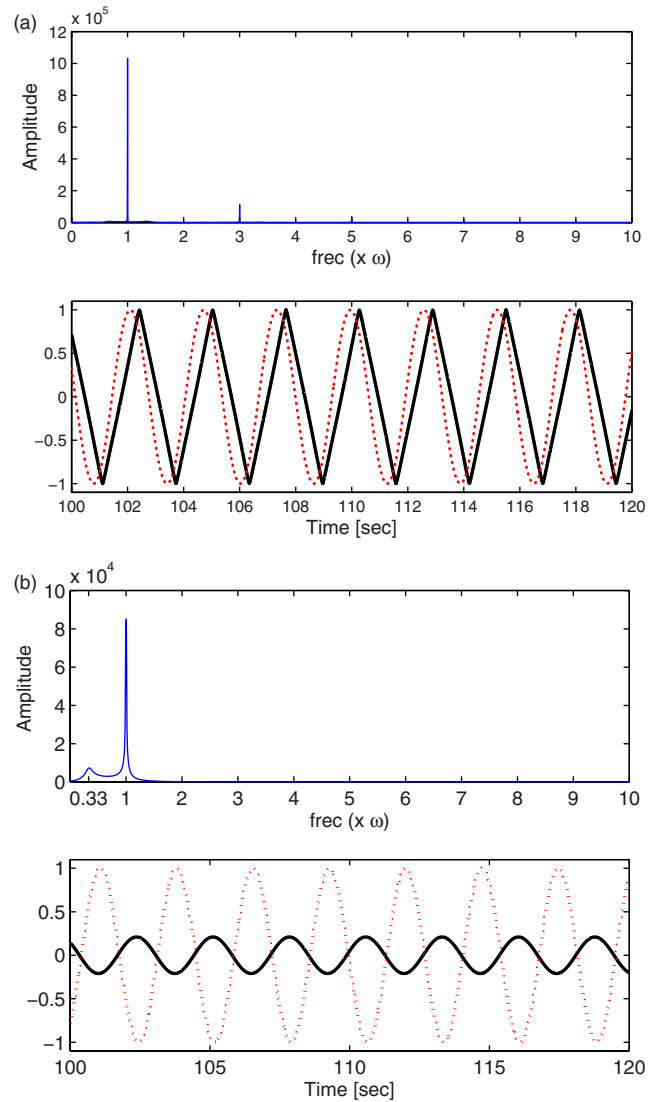 (a)
x 10^5
12
10
8
6
4
2
0
Amplitude
0 1 2 3 4 5 6 7 8 9 10
frec (x ω)
1
0.5
0
−0.5
−1
100 102 104 106 108 110 112 114 116 118 120
Time [sec]
(b)
x 10^4
10
8
6
4
2
0
Amplitude
0.33 1 2 3 4 5 6 7 8 9 10
frec (x ω)
1
0.5
0
−0.5
−1
100 105 110 115 120
Time [sec]